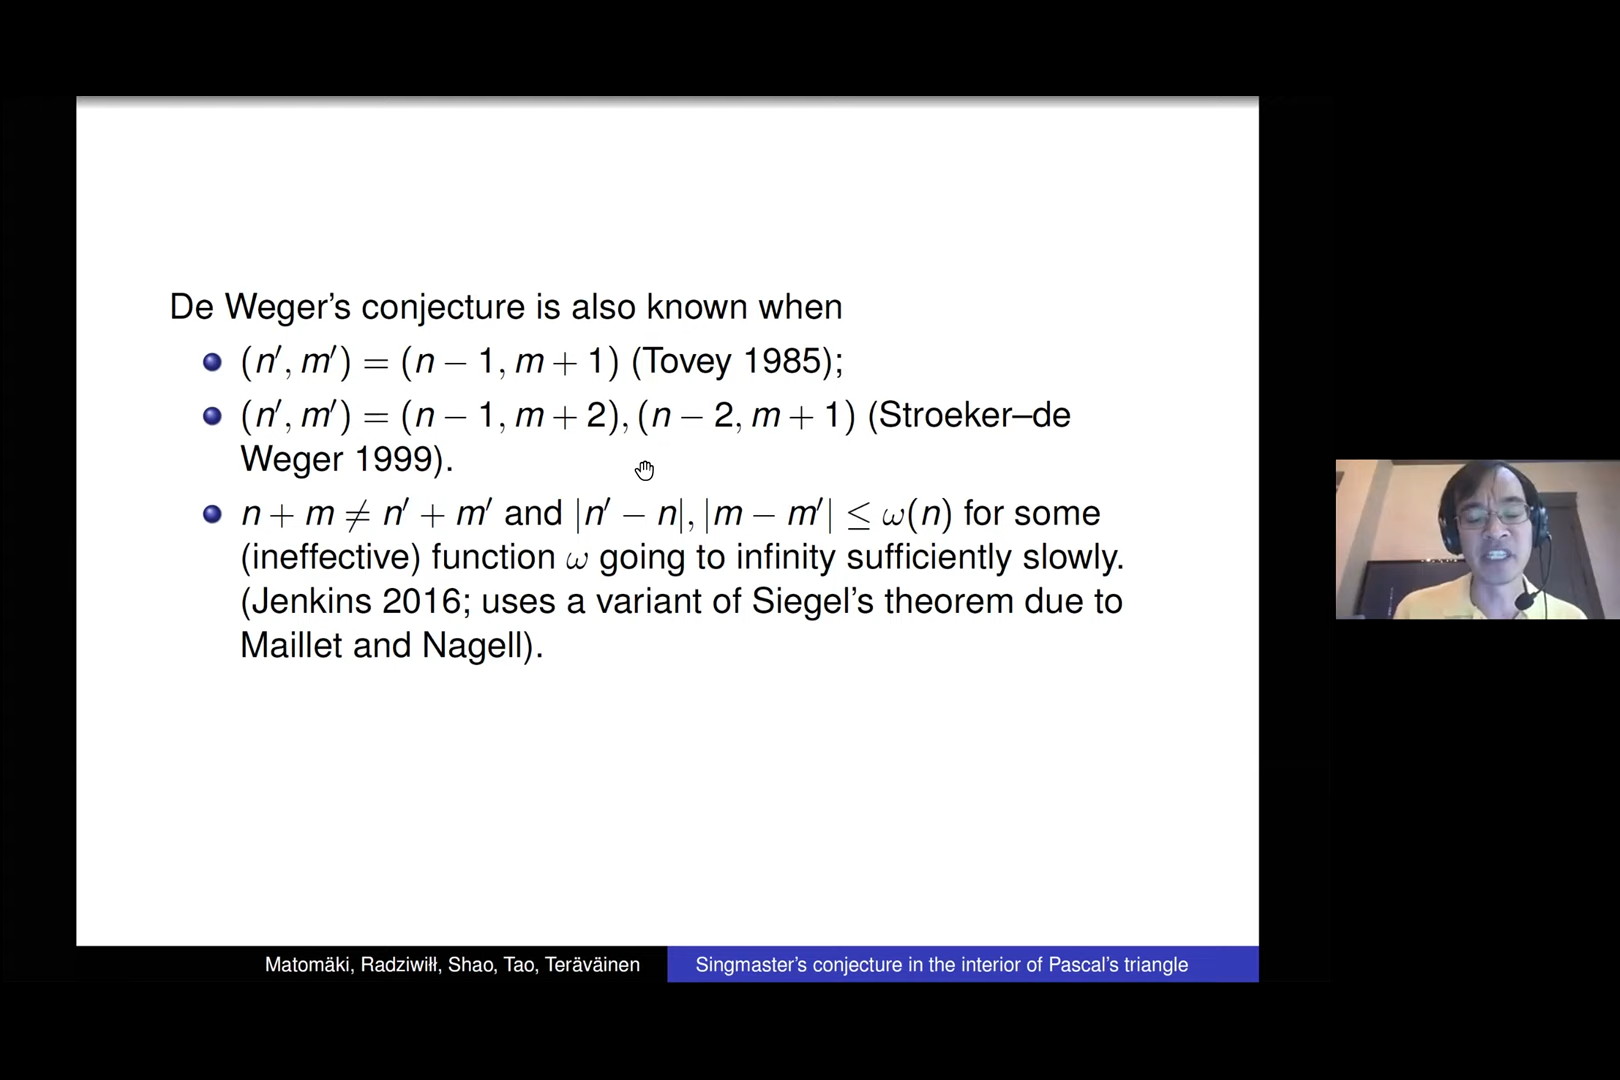 De Weger’s conjecture is also known when
(n′, m′) = (n − 1, m + 1) (Tovey 1985);
(n′, m′) = (n − 1, m + 2), (n − 2, m + 1) (Stroeker–de
Weger 1999).
n + m ≠ n′ + m′ and |n′ − n|, |m − m′| ≤ ω(n) for some
(ineffective) function ω going to infinity sufficiently slowly.
(Jenkins 2016; uses a variant of Siegel’s theorem due to
Maillet and Nagell).
Matomäki, Radziwiłł, Shao, Tao, Teräväinen
Singmaster’s conjecture in the interior of Pascal’s triangle